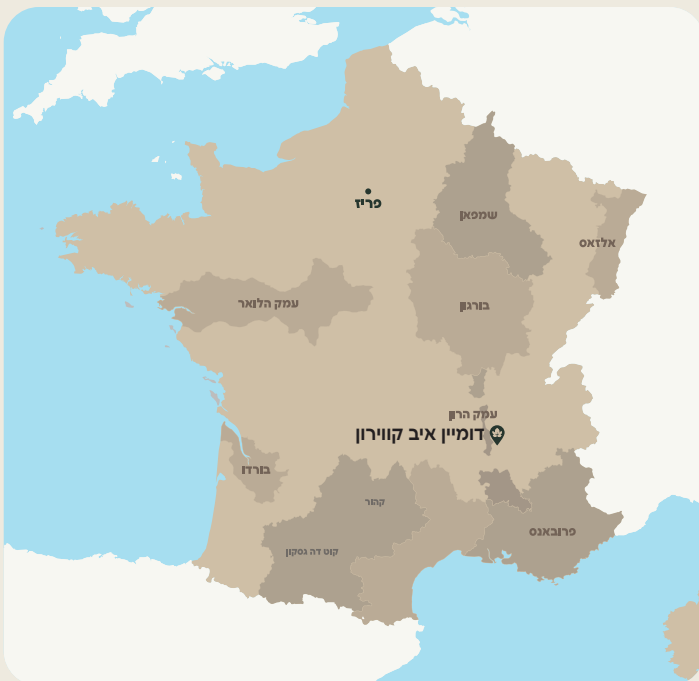 פריז
שמפאן
אלזאס
עמק הלואר
בורגון
עמק הרון
דומיין איב קווירון
בורדו
קהור
פרובאנס
קוט דה גסקון